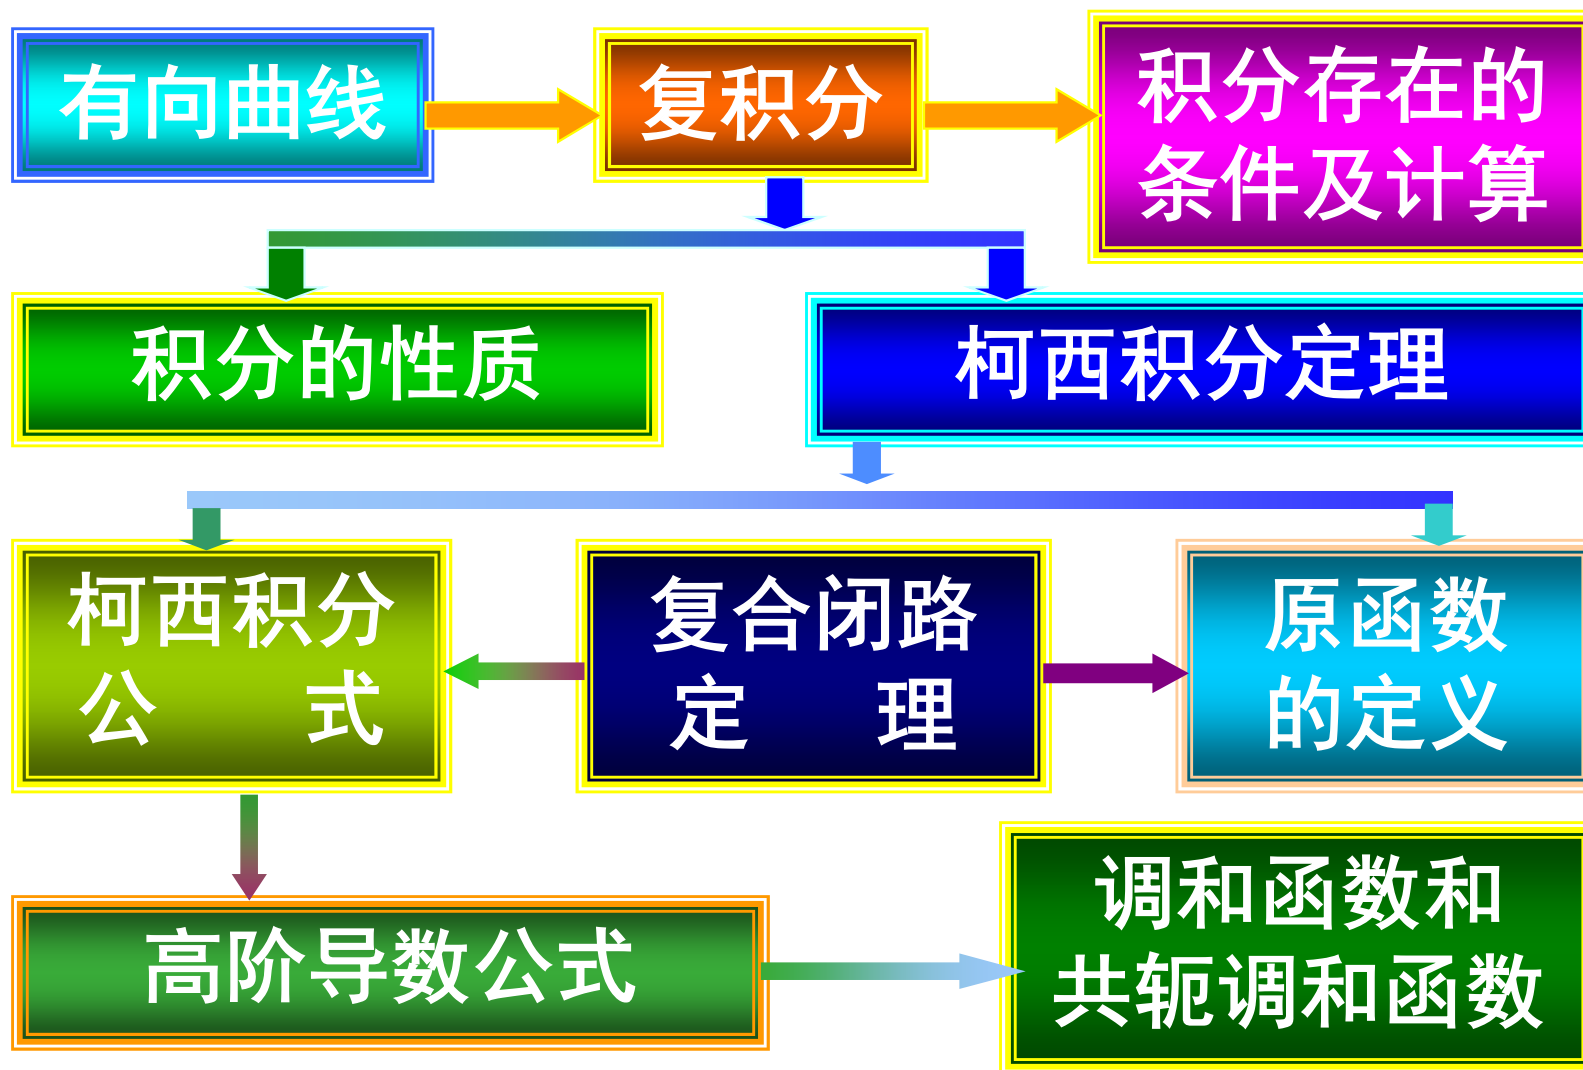 有向曲线
复积分
积分存在的
条件及计算
积分的性质
柯西积分定理
柯西积分
公 式
复合闭路
定 理
原函数
的定义
高阶导数公式
调和函数和
共轭调和函数